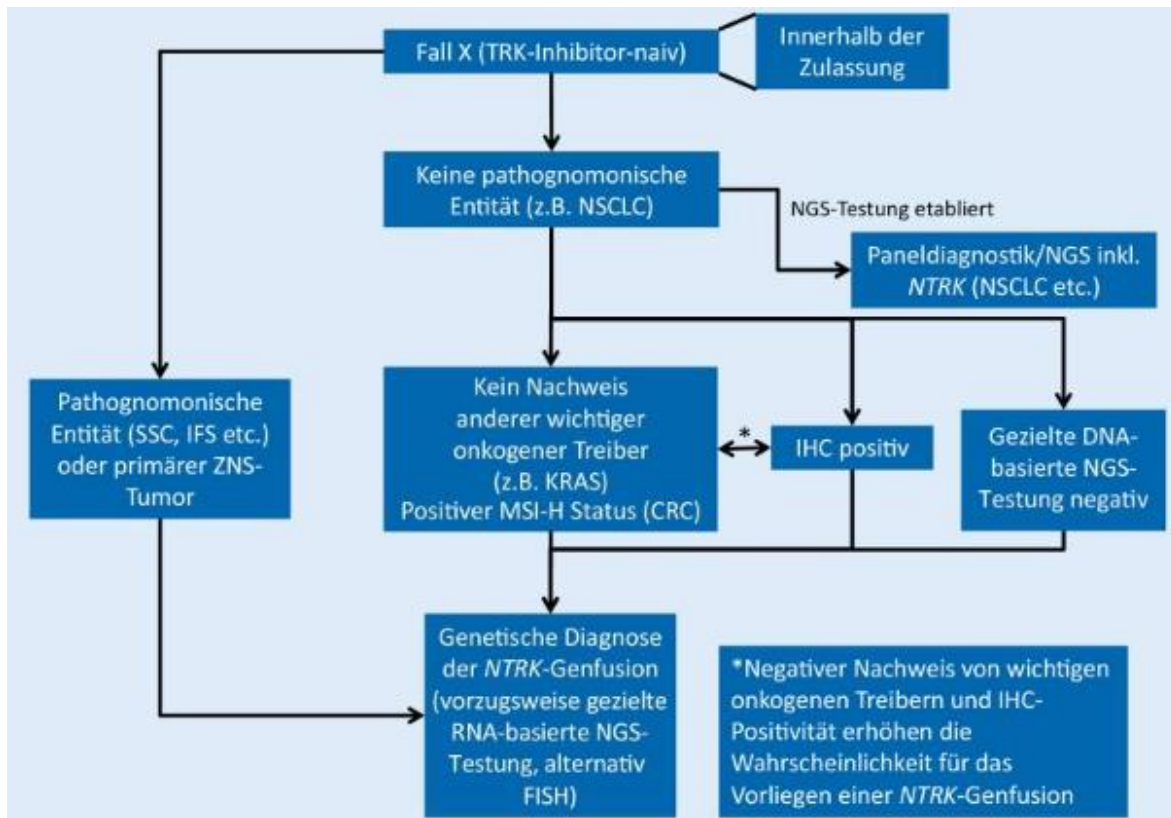 Fall X (TRK-Inhibitor-naiv)
Innerhalb der
Zulassung
Keine pathognomonische
Entität (z.B. NSCLC)
NGS-Testung etabliert
Paneldiagnostik/NGS inkl.
NTRK (NSCLC etc.)
Pathognomonische
Entität (SSC, IFS etc.)
oder primärer ZNS-
Tumor
Kein Nachweis
anderer wichtiger
onkogener Treiber
(z.B. KRAS)
Positiver MSI-H Status (CRC)
*
IHC positiv
Gezielte DNA-
basierte NGS-
Testung negativ
Genetische Diagnose
der NTRK-Genfusion
(vorzugsweise gezielte
RNA-basierte NGS-
Testung, alternativ
FISH)
*Negativer Nachweis von wichtigen
onkogenen Treibern und IHC-
Positivität erhöhen die
Wahrscheinlichkeit für das
Vorliegen einer NTRK-Genfusion